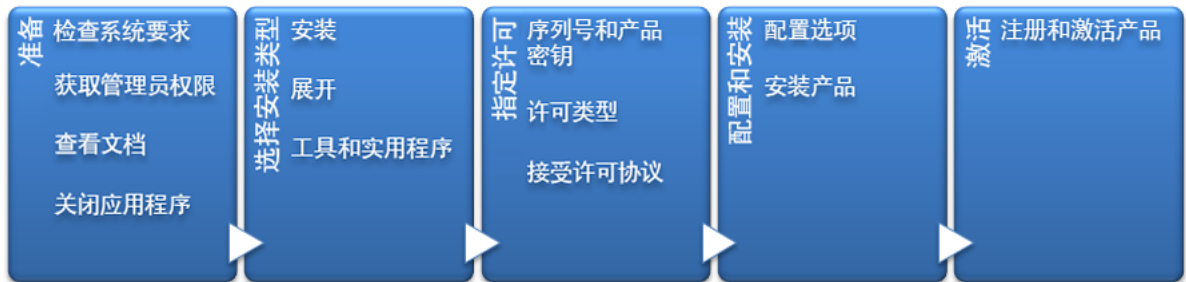 准备
检查系统要求
获取管理员权限
查看文档
关闭应用程序
选择安装类型
安装
展开
工具和实用程序
指定许可
序列号和产品
密钥
许可类型
接受许可协议
配置和安装
配置选项
安装产品
激活
注册和激活产品